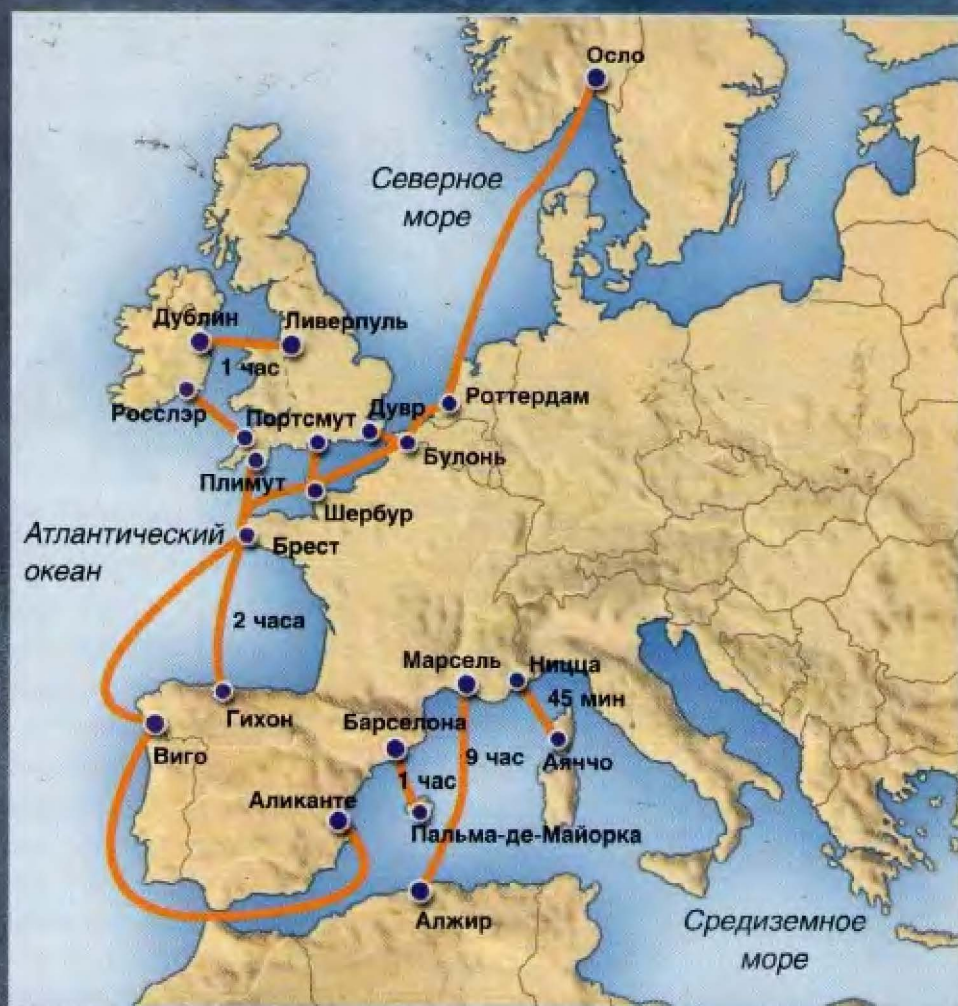 Осло
Северное
море
Дублин
Ливерпуль
1 час
Росслэр
Портсмут
Дувр
Роттердам
Булонь
Плимут
Шербур
Атлантический
океан
Брест
2 часа
Марсель
Ницца
45 мин
Гихон
Барселона
Виго
9 час
Аяччо
1 час
Аликанте
Пальма-де-Майорка
Алжир
Средиземное
море